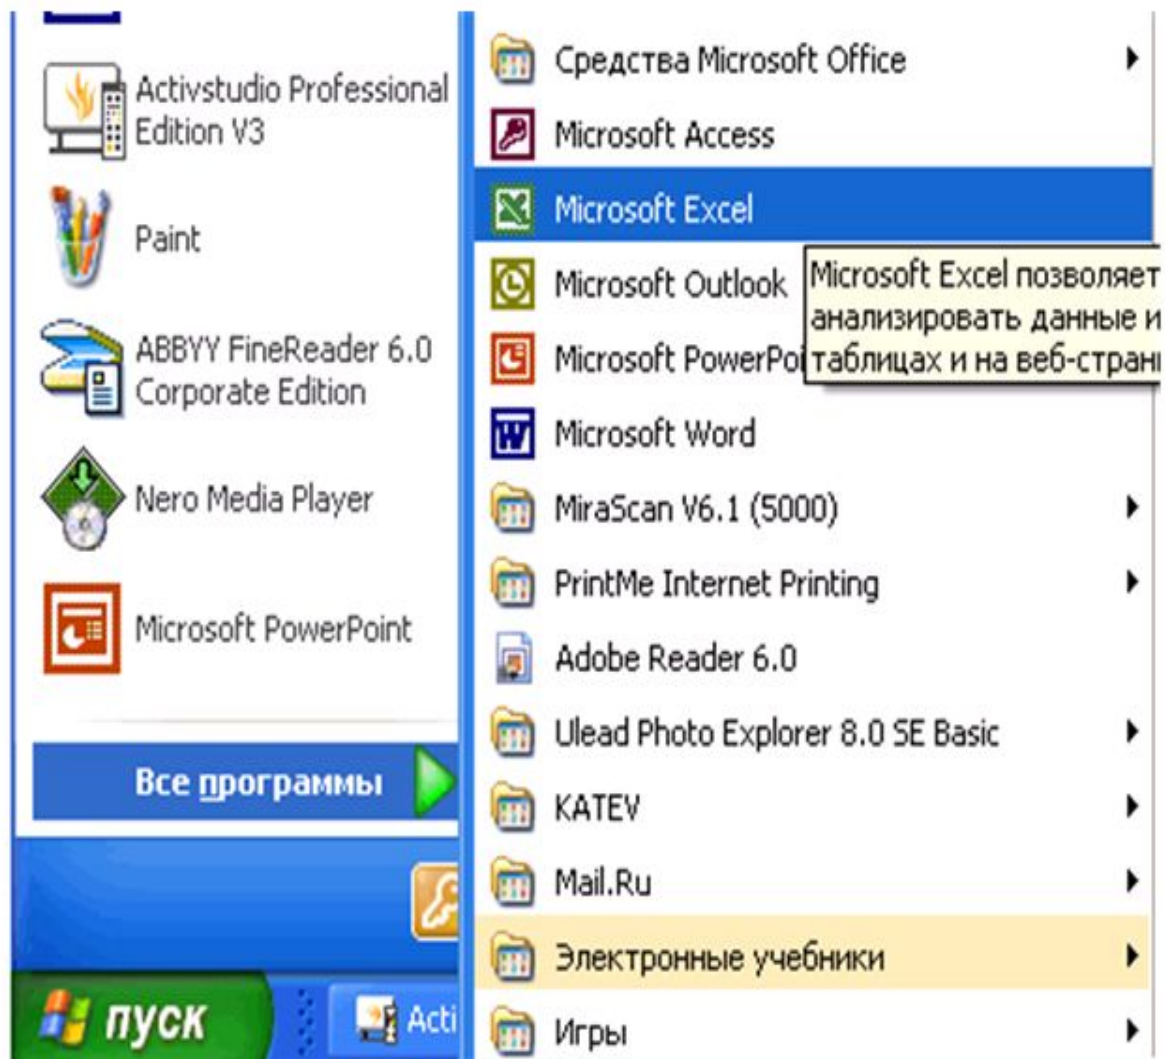 Activstudio Professional
Edition V3
Paint
ABBYY FineReader 6.0
Corporate Edition
Nero Media Player
Microsoft PowerPoint
Все программы
пуск
Acti
Средства Microsoft Office
Microsoft Access
Microsoft Excel
Microsoft Outlook
Microsoft PowerPoi
Microsoft Excel позволяет
анализировать данные и
таблицах и на веб-стран
Microsoft Word
MiraScan V6.1 (5000)
PrintMe Internet Printing
Adobe Reader 6.0
Ulead Photo Explorer 8.0 SE Basic
KATEV
Mail.Ru
Электронные учебники
Игры